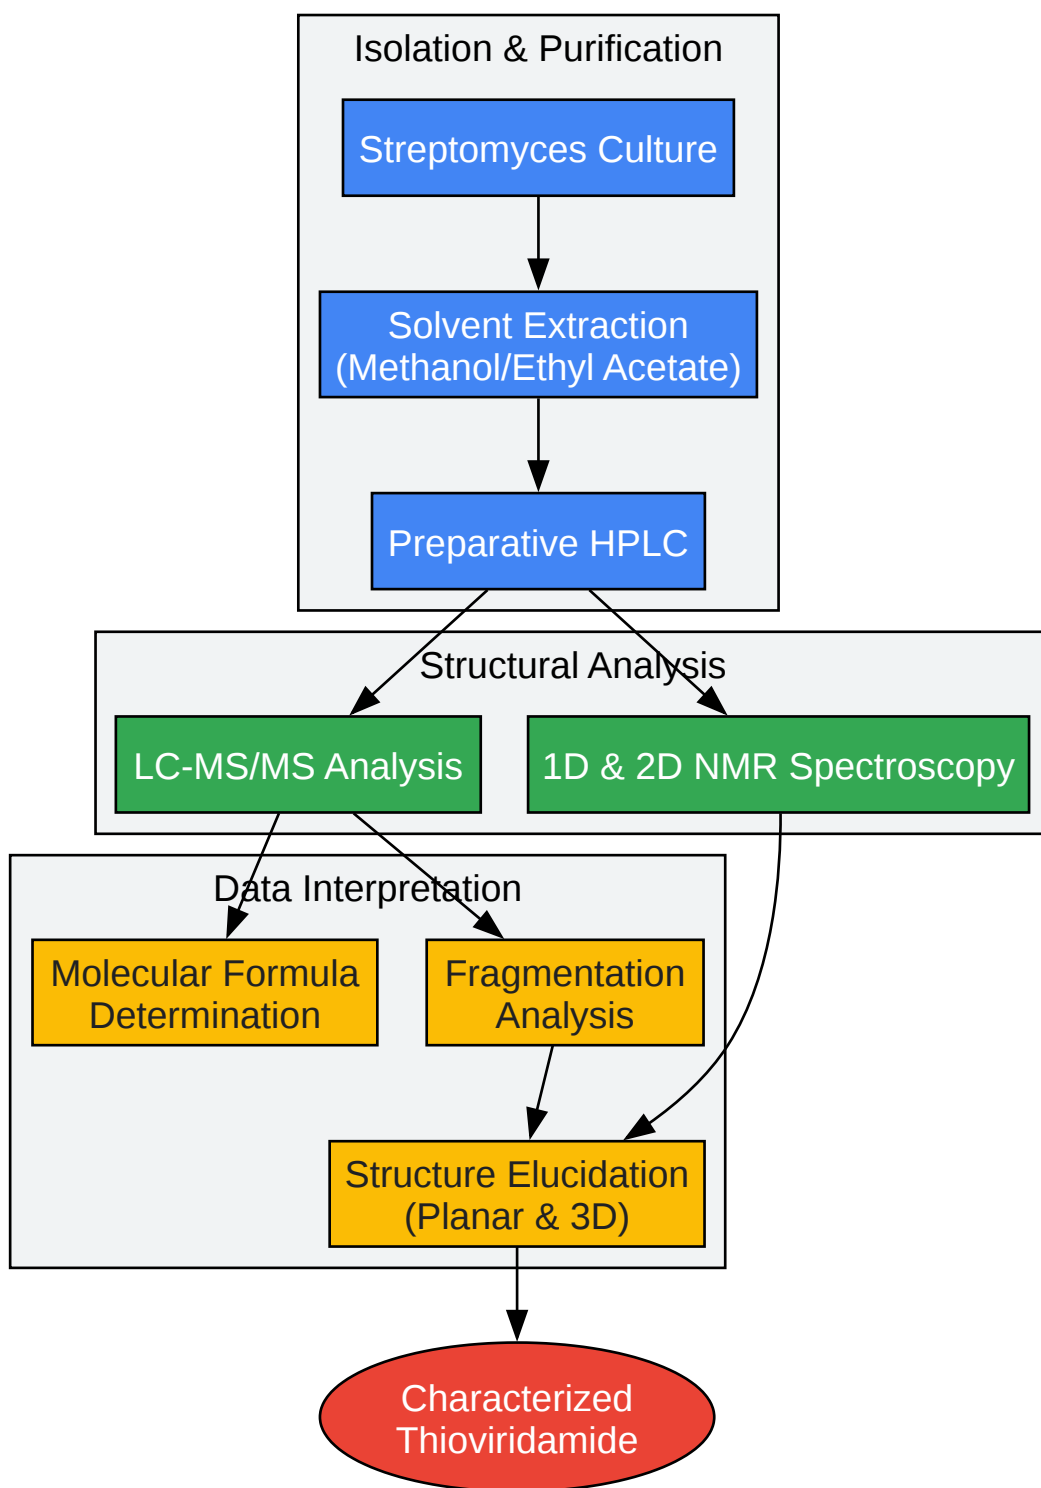 Isolation & Purification
Streptomyces Culture
Solvent Extraction
(Methanol/Ethyl Acetate)
Preparative HPLC
Structural Analysis
LC-MS/MS Analysis
1D & 2D NMR Spectroscopy
Data Interpretation
Molecular Formula
Determination
Fragmentation
Analysis
Structure Elucidation
(Planar & 3D)
Characterized
Thioviridamide